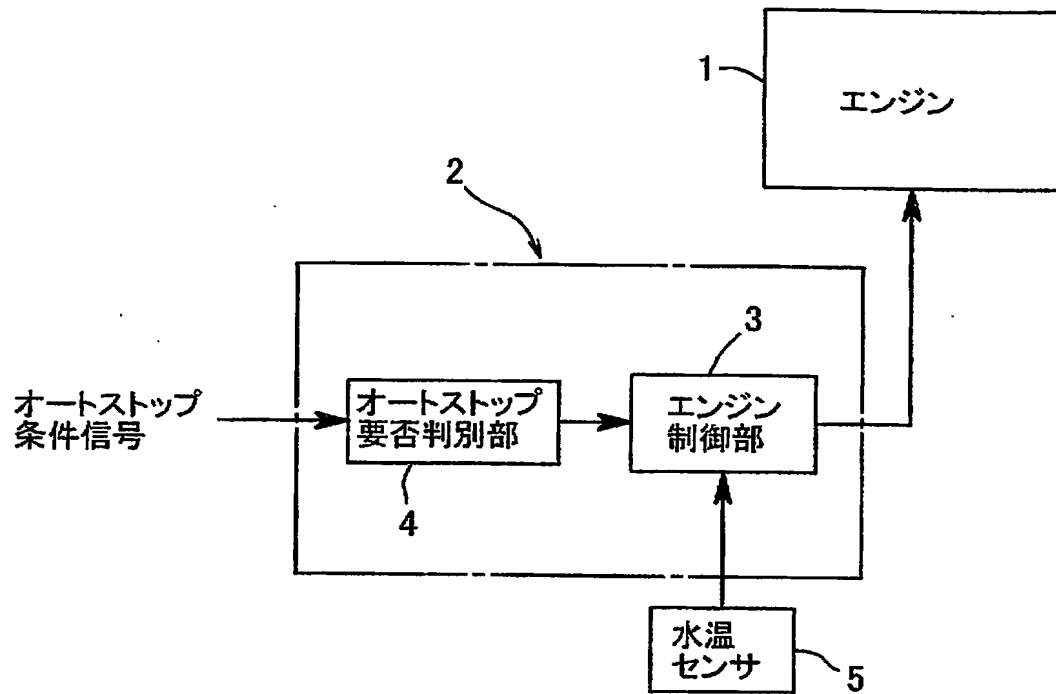 1
エンジン
2
3
オートストップ
条件信号
オートストップ
要否判別部
エンジン
制御部
4
水温
センサ
5